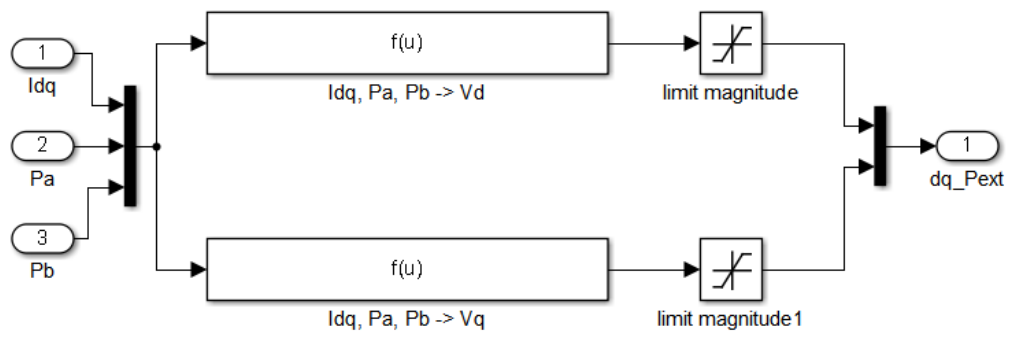 1
Idq
2
Pa
3
Pb
f(u)
Idq, Pa, Pb -> Vd
limit magnitude
f(u)
Idq, Pa, Pb -> Vq
limit magnitude1
1
dq_Pext